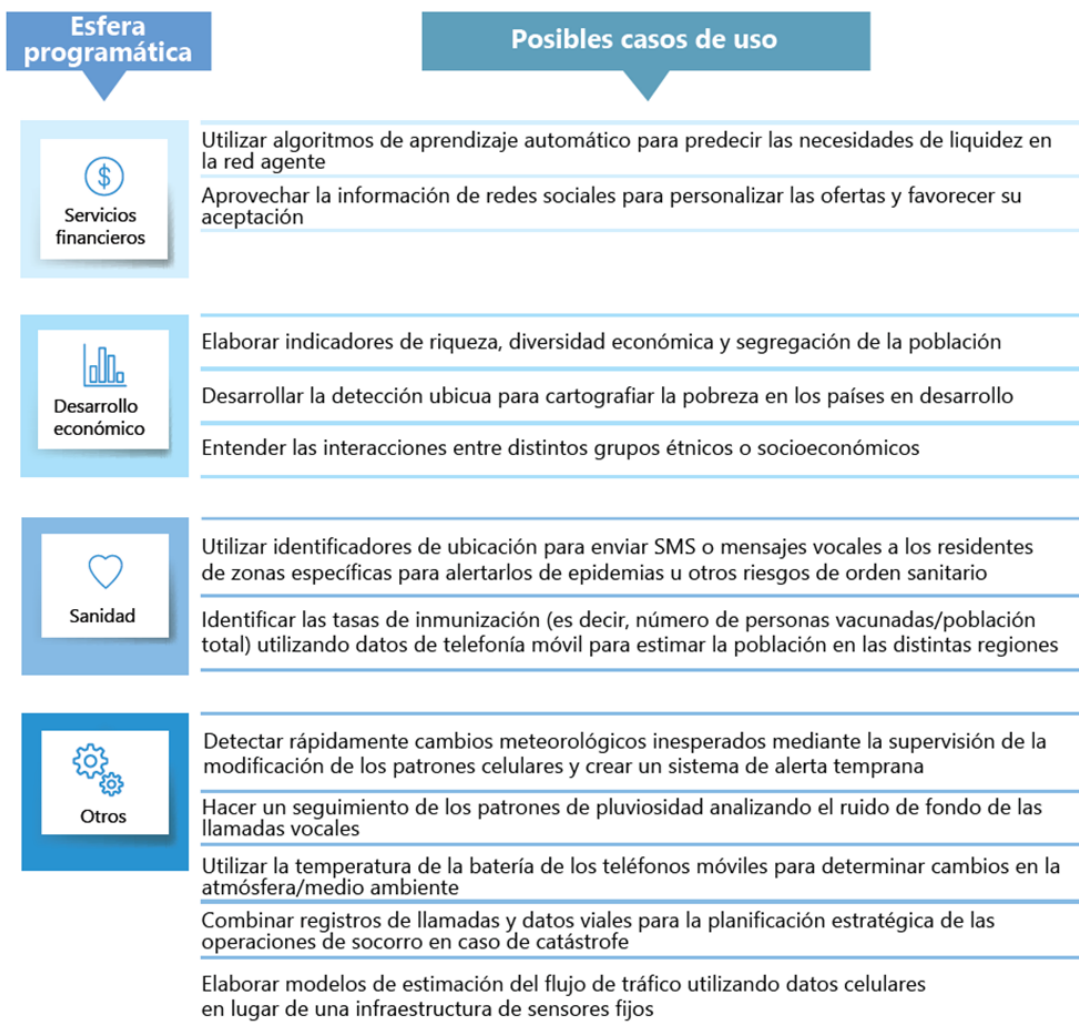 Esfera
programática
Posibles casos de uso
Servicios
financieros
Utilizar algoritmos de aprendizaje automático para predecir las necesidades de liquidez en
la red agente
Aprovechar la información de redes sociales para personalizar las ofertas y favorecer su
aceptación
Desarrollo
económico
Elaborar indicadores de riqueza, diversidad económica y segregación de la población
Desarrollar la detección ubicua para cartografiar la pobreza en los países en desarrollo
Entender las interacciones entre distintos grupos étnicos o socioeconómicos
Sanidad
Utilizar identificadores de ubicación para enviar SMS o mensajes vocales a los residentes
de zonas específicas para alertarlos de epidemias u otros riesgos de orden sanitario
Identificar las tasas de inmunización (es decir, número de personas vacunadas/población
total) utilizando datos de telefonía móvil para estimar la población en las distintas regiones
Otros
Detectar rápidamente cambios meteorológicos inesperados mediante la supervisión de la
modificación de los patrones celulares y crear un sistema de alerta temprana
Hacer un seguimiento de los patrones de pluviosidad analizando el ruido de fondo de las
llamadas vocales
Utilizar la temperatura de la batería de los teléfonos móviles para determinar cambios en la
atmósfera/medio ambiente
Combinar registros de llamadas y datos viales para la planificación estratégica de las
operaciones de socorro en caso de catástrofe
Elaborar modelos de estimación del flujo de tráfico utilizando datos celulares
en lugar de una infraestructura de sensores fijos